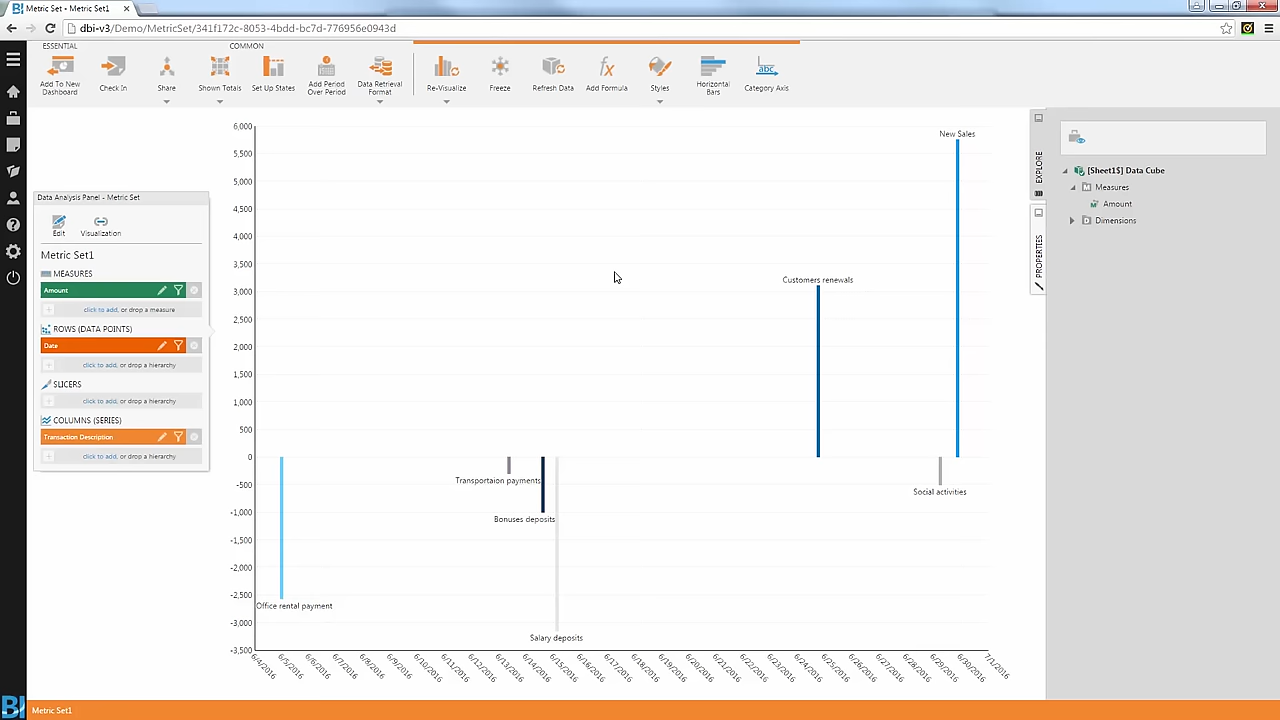 Metric Set • Metric Set1
dbi-v3/Demo/MetricSet/341f172c-8053-4bdd-bc7d-776956e0943d
ESSENTIAL
COMMON
Add To New Dashboard
Check In
Share
Shown Totals
Set Up States
Add Period Over Period
Data Retrieval Format
Re-Visualize
Freeze
Refresh Data
Add Formula
Styles
Horizontal Bars
abc
Category Axis
Data Analysis Panel - Metric Set
Edit
Visualization
Metric Set1
MEASURES
Amount
click to add, or drop a measure
ROWS (DATA POINTS)
Date
click to add, or drop a hierarchy
SLICERS
click to add, or drop a hierarchy
COLUMNS (SERIES)
Transaction Description
click to add, or drop a hierarchy
6,000
5,500
5,000
4,500
4,000
3,500
3,000
2,500
2,000
1,500
1,000
500
0
-500
-1,000
-1,500
-2,000
-2,500
-3,000
-3,500
New Sales
Customers renewals
Transportaion payments
Social activities
Bonuses deposits
Office rental payment
Salary deposits
6/4/2016
6/5/2016
6/6/2016
6/7/2016
6/8/2016
6/9/2016
6/10/2016
6/11/2016
6/12/2016
6/13/2016
6/14/2016
6/15/2016
6/16/2016
6/17/2016
6/18/2016
6/19/2016
6/20/2016
6/21/2016
6/22/2016
6/23/2016
6/24/2016
6/25/2016
6/26/2016
6/27/2016
6/28/2016
6/29/2016
6/30/2016
7/1/2016
EXPLORE
PROPERTIES
[Sheet1$] Data Cube
Measures
Amount
Dimensions
BI
Metric Set1